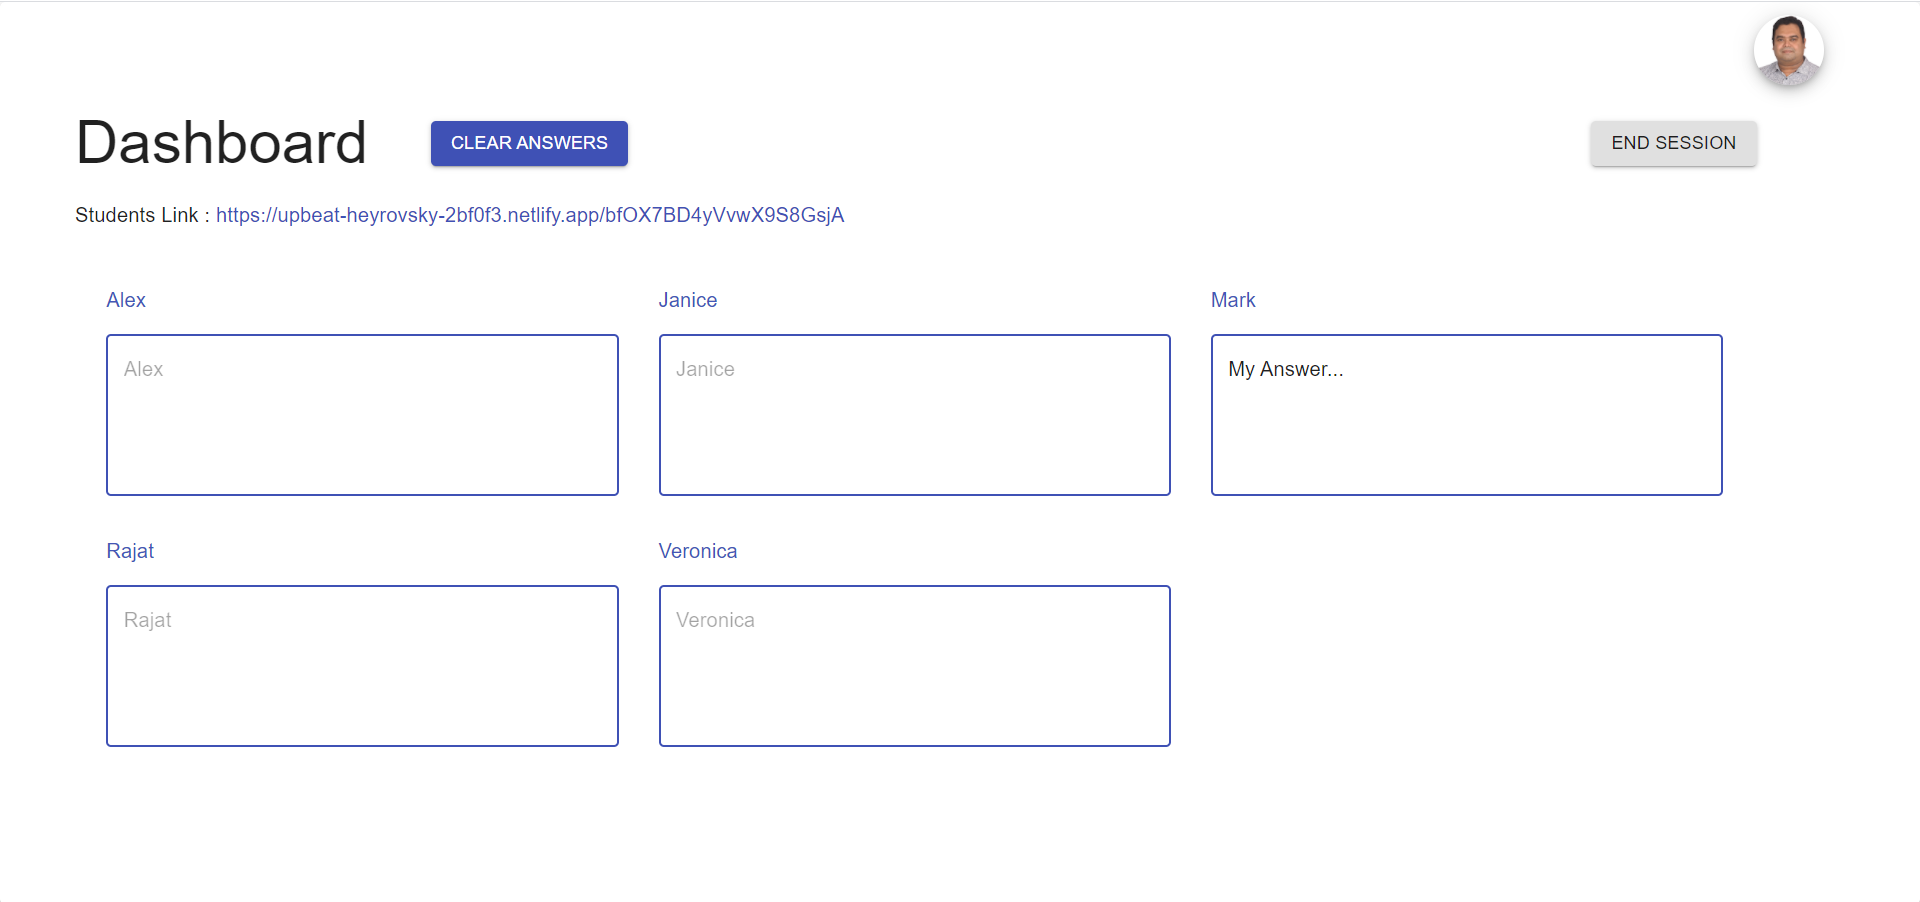 Dashboard
CLEAR ANSWERS
END SESSION
Students Link : https://upbeat-heyrovsky-2bf0f3.netlify.app/bfOX7BD4yVvwX9S8GsjA
Alex
Janice
Mark
Alex
Janice
My Answer...
Rajat
Veronica
Rajat
Veronica